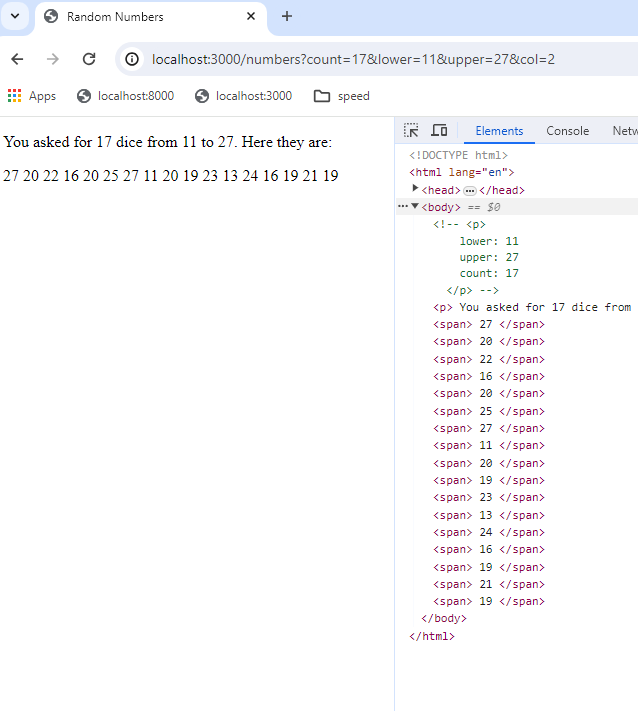 Random Numbers
localhost:3000/numbers?count=17&lower=11&upper=27&col=2
Apps localhost:8000 localhost:3000 speed
You asked for 17 dice from 11 to 27. Here they are:
27 20 22 16 20 25 27 11 20 19 23 13 24 16 19 21 19
Elements Console Netw
<!DOCTYPE html>
<html lang="en">
<head> ⋯ </head>
<body> == $0
<!-- <p>
lower: 11
upper: 27
count: 17
</p> -->
<p> You asked for 17 dice from
<span> 27 </span>
<span> 20 </span>
<span> 22 </span>
<span> 16 </span>
<span> 20 </span>
<span> 25 </span>
<span> 27 </span>
<span> 11 </span>
<span> 20 </span>
<span> 19 </span>
<span> 23 </span>
<span> 13 </span>
<span> 24 </span>
<span> 16 </span>
<span> 19 </span>
<span> 21 </span>
<span> 19 </span>
</body>
</html>